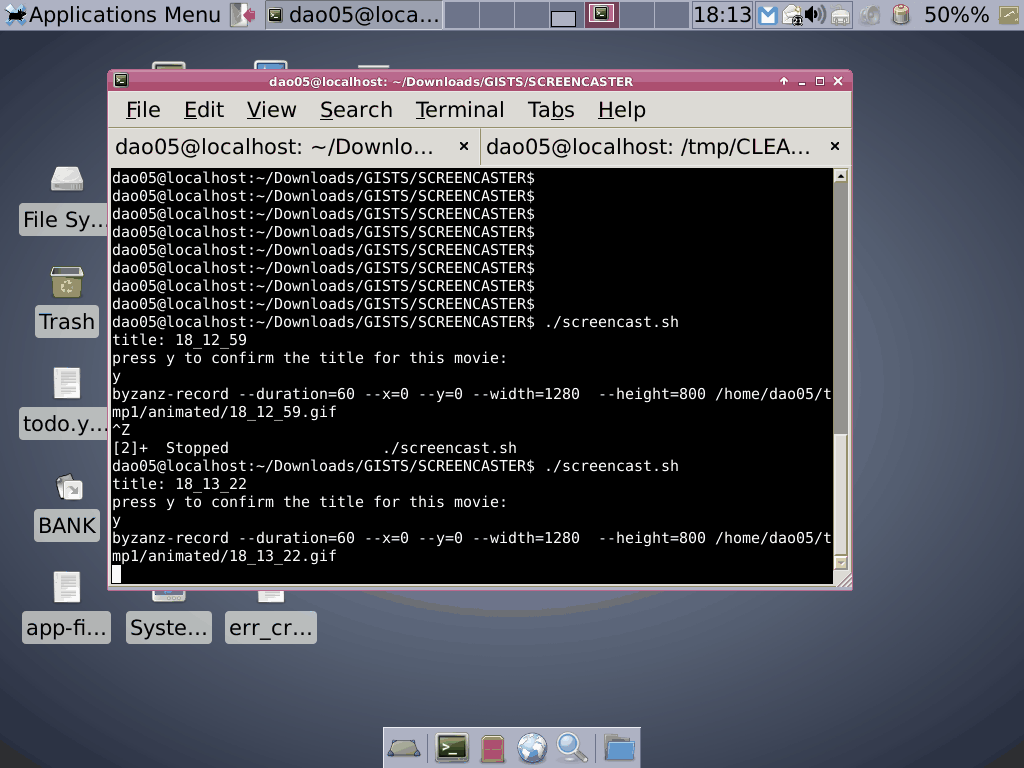 Applications Menu
dao05@loca...
18:13
21
50%%
dao05@localhost: ~/Downloads/GISTS/SCREENCASTER
File Edit View Search Terminal Tabs Help
dao05@localhost: ~/Downlo... dao05@localhost: /tmp/CLEA...
dao05@localhost:~/Downloads/GISTS/SCREENCASTER$
dao05@localhost:~/Downloads/GISTS/SCREENCASTER$
dao05@localhost:~/Downloads/GISTS/SCREENCASTER$
dao05@localhost:~/Downloads/GISTS/SCREENCASTER$
dao05@localhost:~/Downloads/GISTS/SCREENCASTER$
dao05@localhost:~/Downloads/GISTS/SCREENCASTER$
dao05@localhost:~/Downloads/GISTS/SCREENCASTER$
dao05@localhost:~/Downloads/GISTS/SCREENCASTER$
dao05@localhost:~/Downloads/GISTS/SCREENCASTER$ ./screencast.sh
title: 18_12_59
press y to confirm the title for this movie:
y
byzanz-record --duration=60 --x=0 --y=0 --width=1280  --height=800 /home/dao05/t
mp1/animated/18_12_59.gif
^Z
[2]+  Stopped                 ./screencast.sh
dao05@localhost:~/Downloads/GISTS/SCREENCASTER$ ./screencast.sh
title: 18_13_22
press y to confirm the title for this movie:
y
byzanz-record --duration=60 --x=0 --y=0 --width=1280  --height=800 /home/dao05/t
mp1/animated/18_13_22.gif
File Sy...
Trash
todo.y...
BANK
app-fi...
Syste...
err_cr...